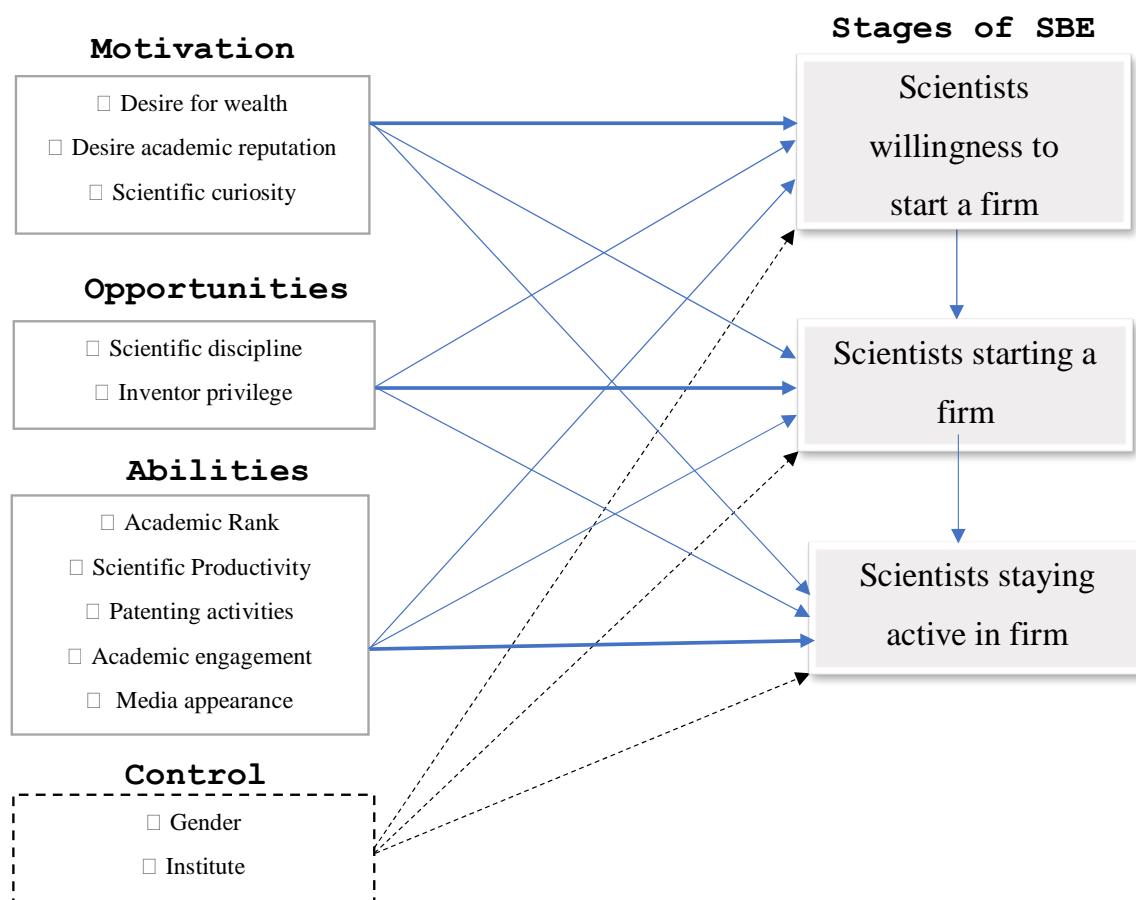 Motivation
□ Desire for wealth
□ Desire academic reputation
□ Scientific curiosity
Opportunities
□ Scientific discipline
□ Inventor privilege
Abilities
□ Academic Rank
□ Scientific Productivity
□ Patenting activities
□ Academic engagement
□ Media appearance
Control
□ Gender
□ Institute
Stages of SBE
Scientists
willingness to
start a firm
Scientists starting a
firm
Scientists staying
active in firm